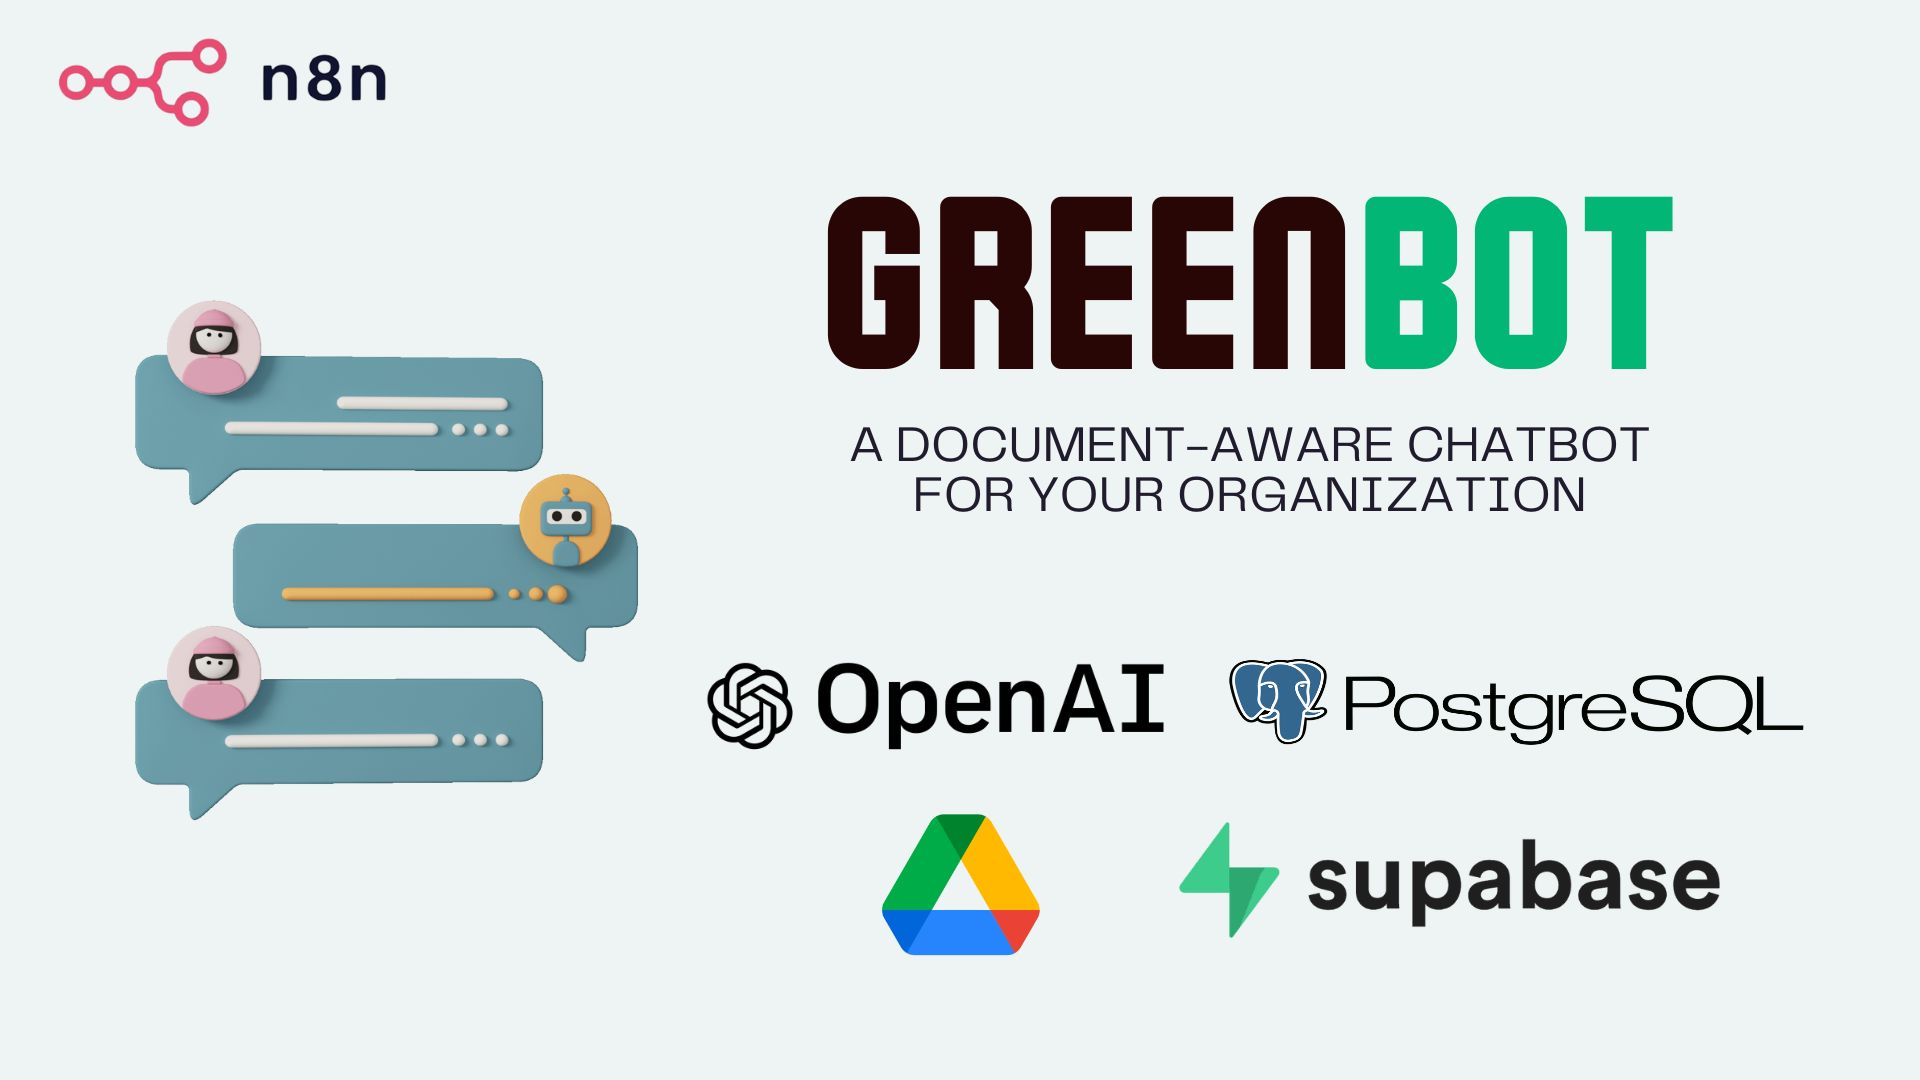 n8n
GREENBOT
A DOCUMENT-AWARE CHATBOT
FOR YOUR ORGANIZATION
OpenAI
PostgreSQL
supabase